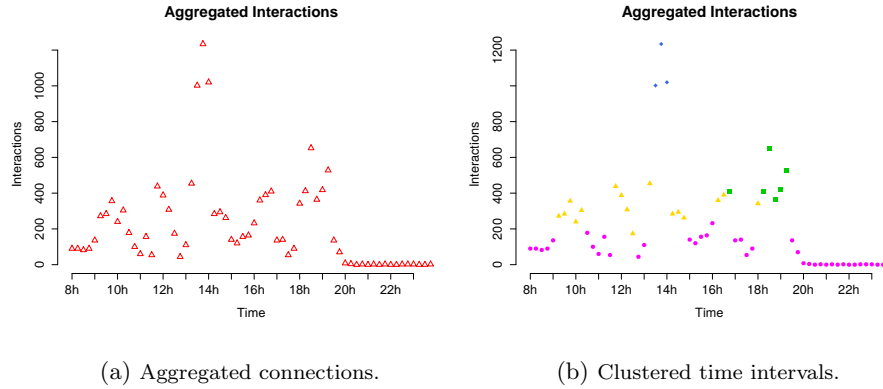 Aggregated Interactions
Interactions
0 200 400 600 800 1000
8h 10h 12h 14h 16h 18h 20h 22h
Time
(a) Aggregated connections.
Aggregated Interactions
Interactions
0 200 400 600 800 1000 1200
8h 10h 12h 14h 16h 18h 20h 22h
Time
(b) Clustered time intervals.